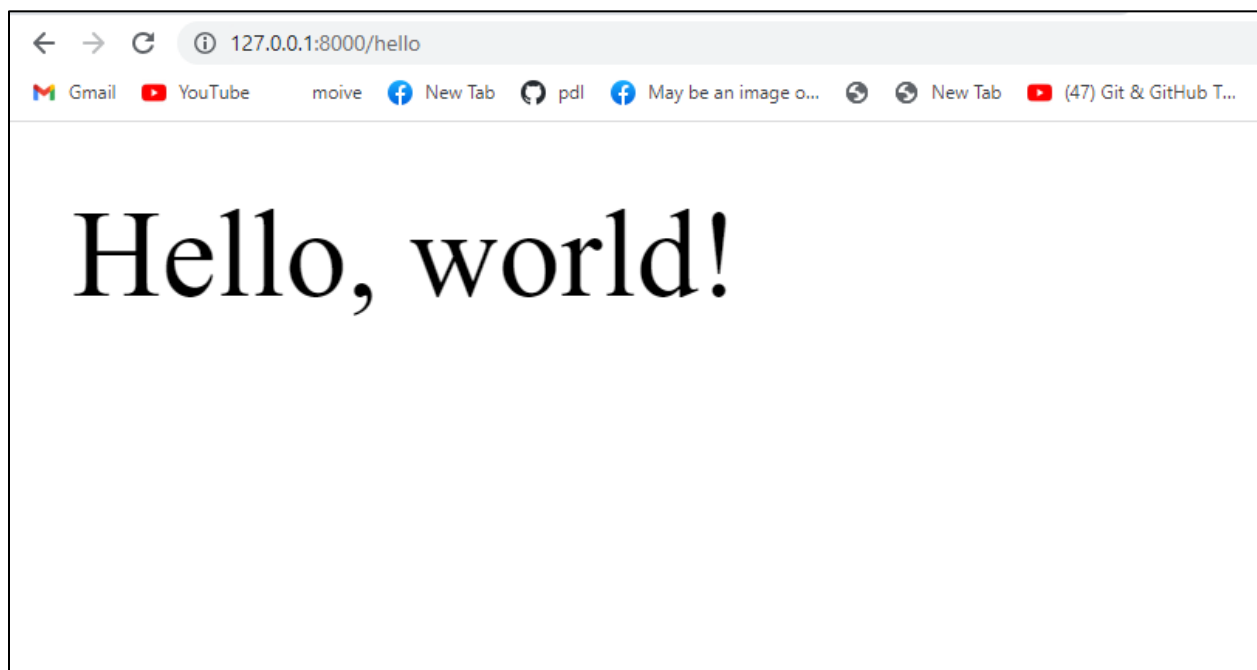 127.0.0.1:8000/hello
Gmail YouTube moive New Tab pdl May be an image o... New Tab (47) Git & GitHub T...
Hello, world!